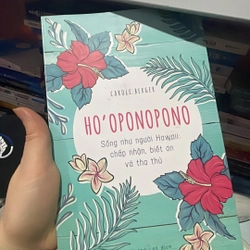 CAROLE BERGER
HO'OPONOPONO
Sống như người Hawaii:
chấp nhận, biết ơn
và tha thứ